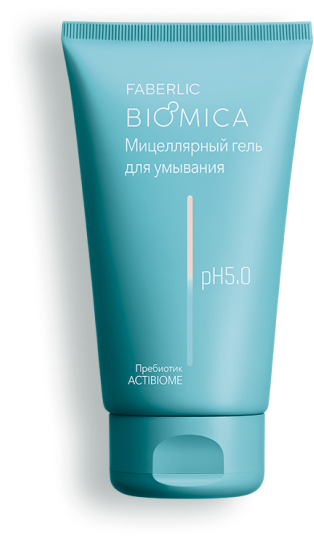 FABERLIC
BIOMICA
Мицеллярный гель
для умывания
pH5.0
Пребиотик
ACTIBIOME